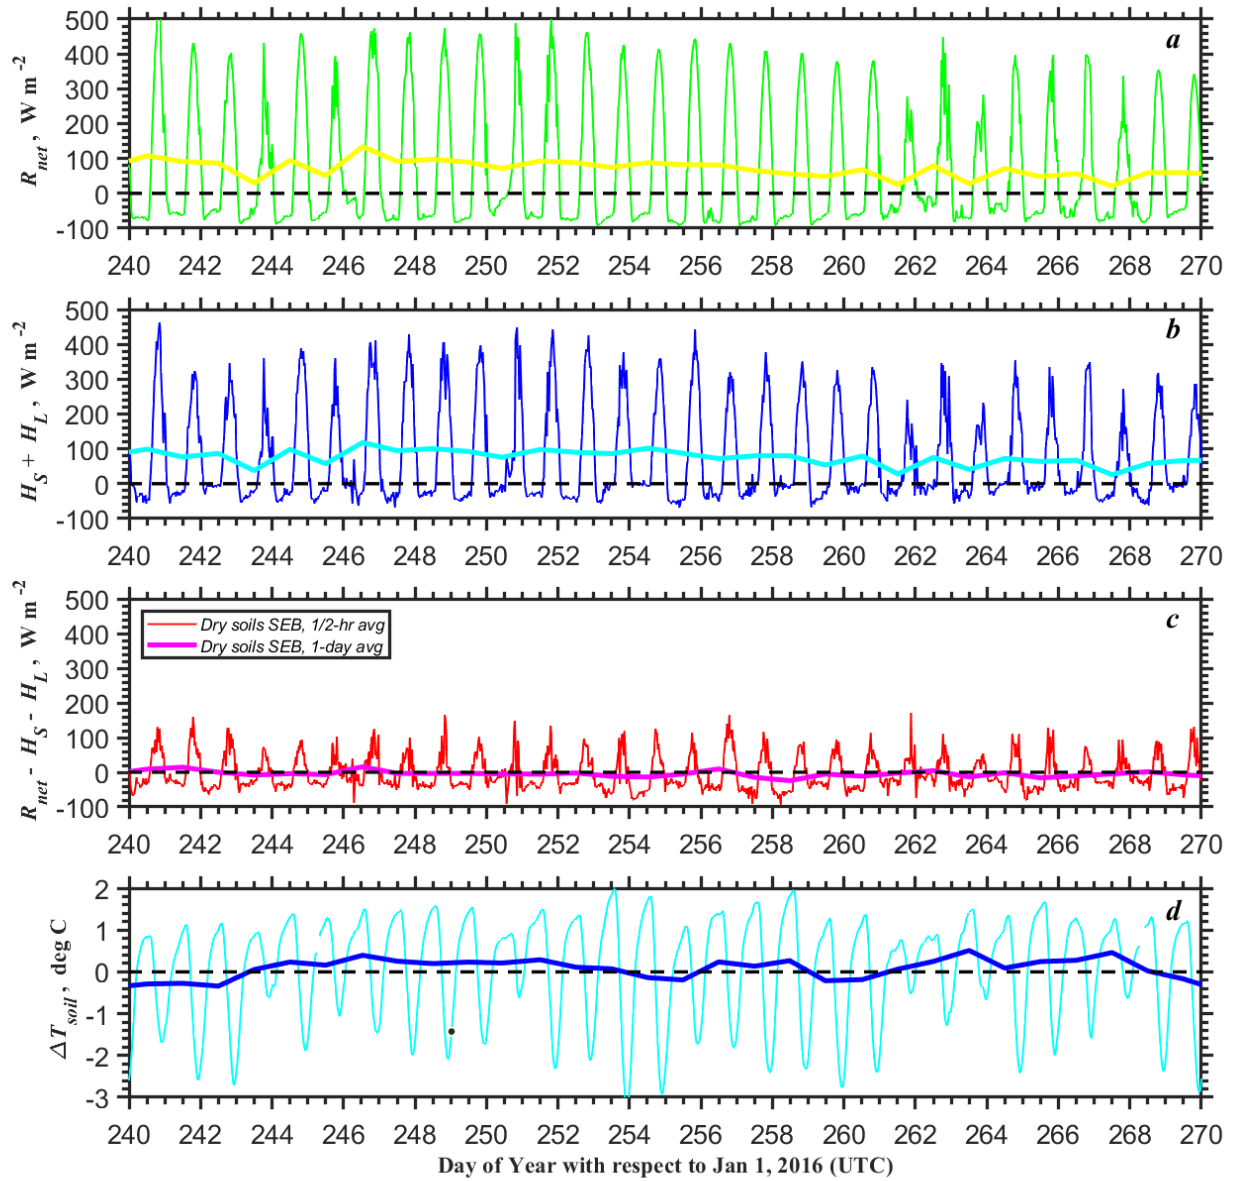 R_net, W m^-2
500
400
300
200
100
0
-100
a
240 242 244 246 248 250 252 254 256 258 260 262 264 266 268 270
H_S + H_L, W m^-2
500
400
300
200
100
0
-100
b
240 242 244 246 248 250 252 254 256 258 260 262 264 266 268 270
R_net - H_S - H_L, W m^-2
500
400
300
200
100
0
-100
c
Dry soils SEB, 1/2-hr avg
Dry soils SEB, 1-day avg
240 242 244 246 248 250 252 254 256 258 260 262 264 266 268 270
ΔT_soil, deg C
2
1
0
-1
-2
-3
d
240 242 244 246 248 250 252 254 256 258 260 262 264 266 268 270
Day of Year with respect to Jan 1, 2016 (UTC)